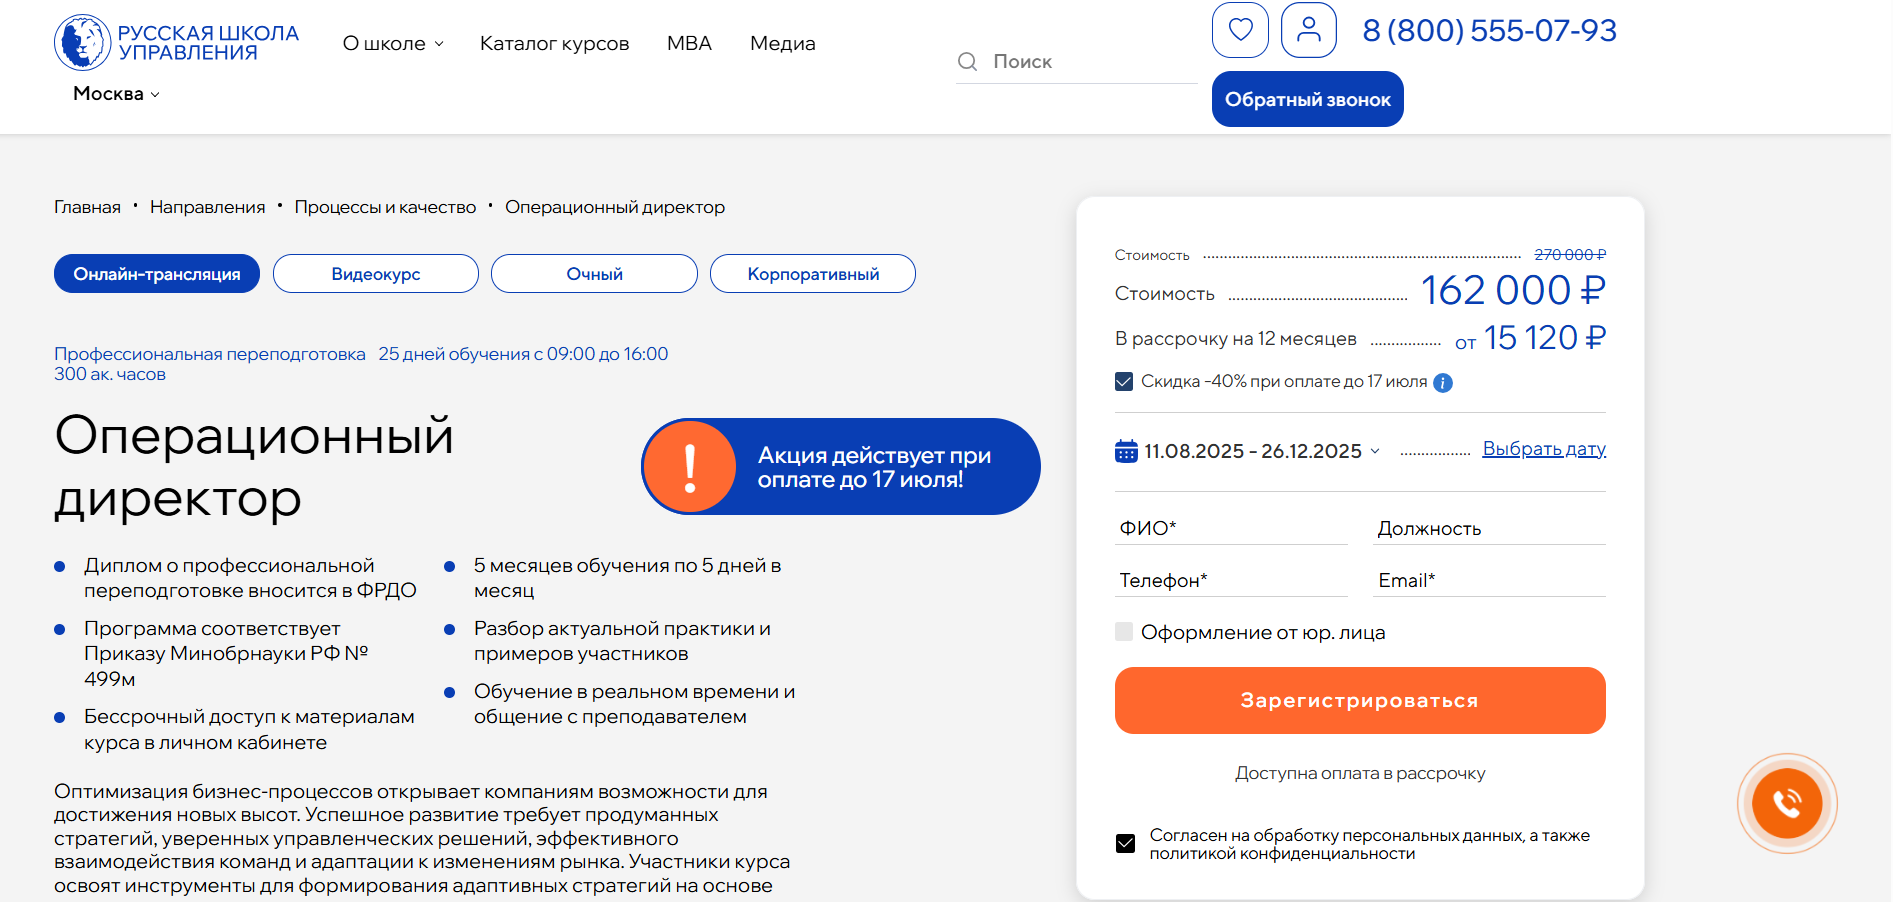 РУССКАЯ ШКОЛА
УПРАВЛЕНИЯ
О школе
Каталог курсов
MBA
Медиа
Поиск
8 (800) 555-07-93
Москва
Обратный звонок
Главная • Направления • Процессы и качество • Операционный директор
Онлайн-трансляция
Видеокурс
Очный
Корпоративный
Профессиональная переподготовка 25 дней обучения с 09:00 до 16:00
300 ак. часов
Операционный
директор
Акция действует при
оплате до 17 июля!
Диплом о профессиональной
переподготовке вносится в ФРДО
Программа соответствует
Приказу Минобрнауки РФ №
499м
Бессрочный доступ к материалам
курса в личном кабинете
5 месяцев обучения по 5 дней в
месяц
Разбор актуальной практики и
примеров участников
Обучение в реальном времени и
общение с преподавателем
Оптимизация бизнес-процессов открывает компаниям возможности для
достижения новых высот. Успешное развитие требует продуманных
стратегий, уверенных управленческих решений, эффективного
взаимодействия команд и адаптации к изменениям рынка. Участники курса
освоят инструменты для формирования адаптивных стратегий на основе
Стоимость 270 000 ₽
Стоимость 162 000 ₽
В рассрочку на 12 месяцев от 15 120 ₽
Скидка -40% при оплате до 17 июля i
11.08.2025 - 26.12.2025 Выбрать дату
ФИО* Должность
Телефон* Email*
Оформление от юр. лица
Зарегистрироваться
Доступна оплата в рассрочку
Согласен на обработку персональных данных, а также
политикой конфиденциальности